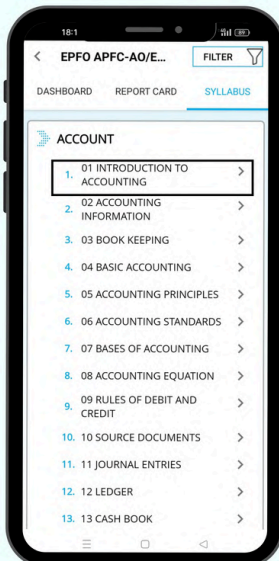 18:1
EPFO APFC-AO/E...
FILTER
DASHBOARD REPORT CARD SYLLABUS
ACCOUNT
1. 01 INTRODUCTION TO
ACCOUNTING
2. 02 ACCOUNTING
INFORMATION
3. 03 BOOK KEEPING
4. 04 BASIC ACCOUNTING
5. 05 ACCOUNTING PRINCIPLES
6. 06 ACCOUNTING STANDARDS
7. 07 BASES OF ACCOUNTING
8. 08 ACCOUNTING EQUATION
9. 09 RULES OF DEBIT AND
CREDIT
10. 10 SOURCE DOCUMENTS
11. 11 JOURNAL ENTRIES
12. 12 LEDGER
13. 13 CASH BOOK